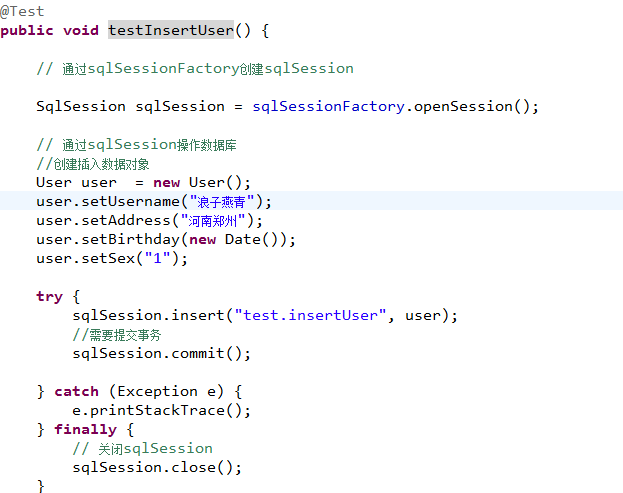 @Test
public void testInsertUser() {
// 通过sqlSessionFactory创建sqlSession
SqlSession sqlSession = sqlSessionFactory.openSession();
// 通过sqlSession操作数据库
//创建插入数据对象
User user  = new User();
user.setUsername("浪子燕青");
user.setAddress("河南郑州");
user.setBirthday(new Date());
user.setSex("1");
try {
sqlSession.insert("test.insertUser", user);
//需要提交事务
sqlSession.commit();
} catch (Exception e) {
e.printStackTrace();
} finally {
// 关闭sqlSession
sqlSession.close();
}